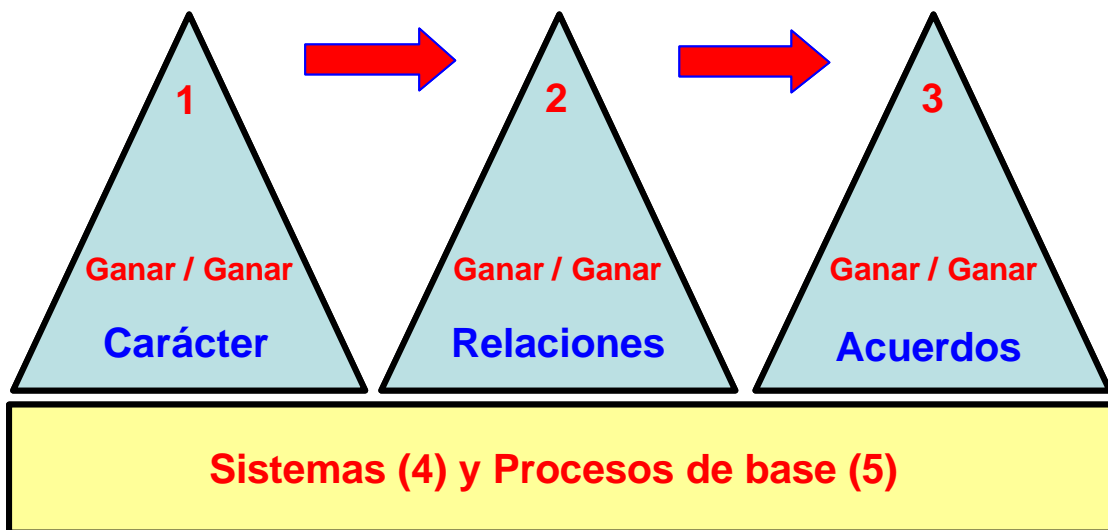 1
Ganar / Ganar
Carácter
2
Ganar / Ganar
Relaciones
3
Ganar / Ganar
Acuerdos
Sistemas (4) y Procesos de base (5)